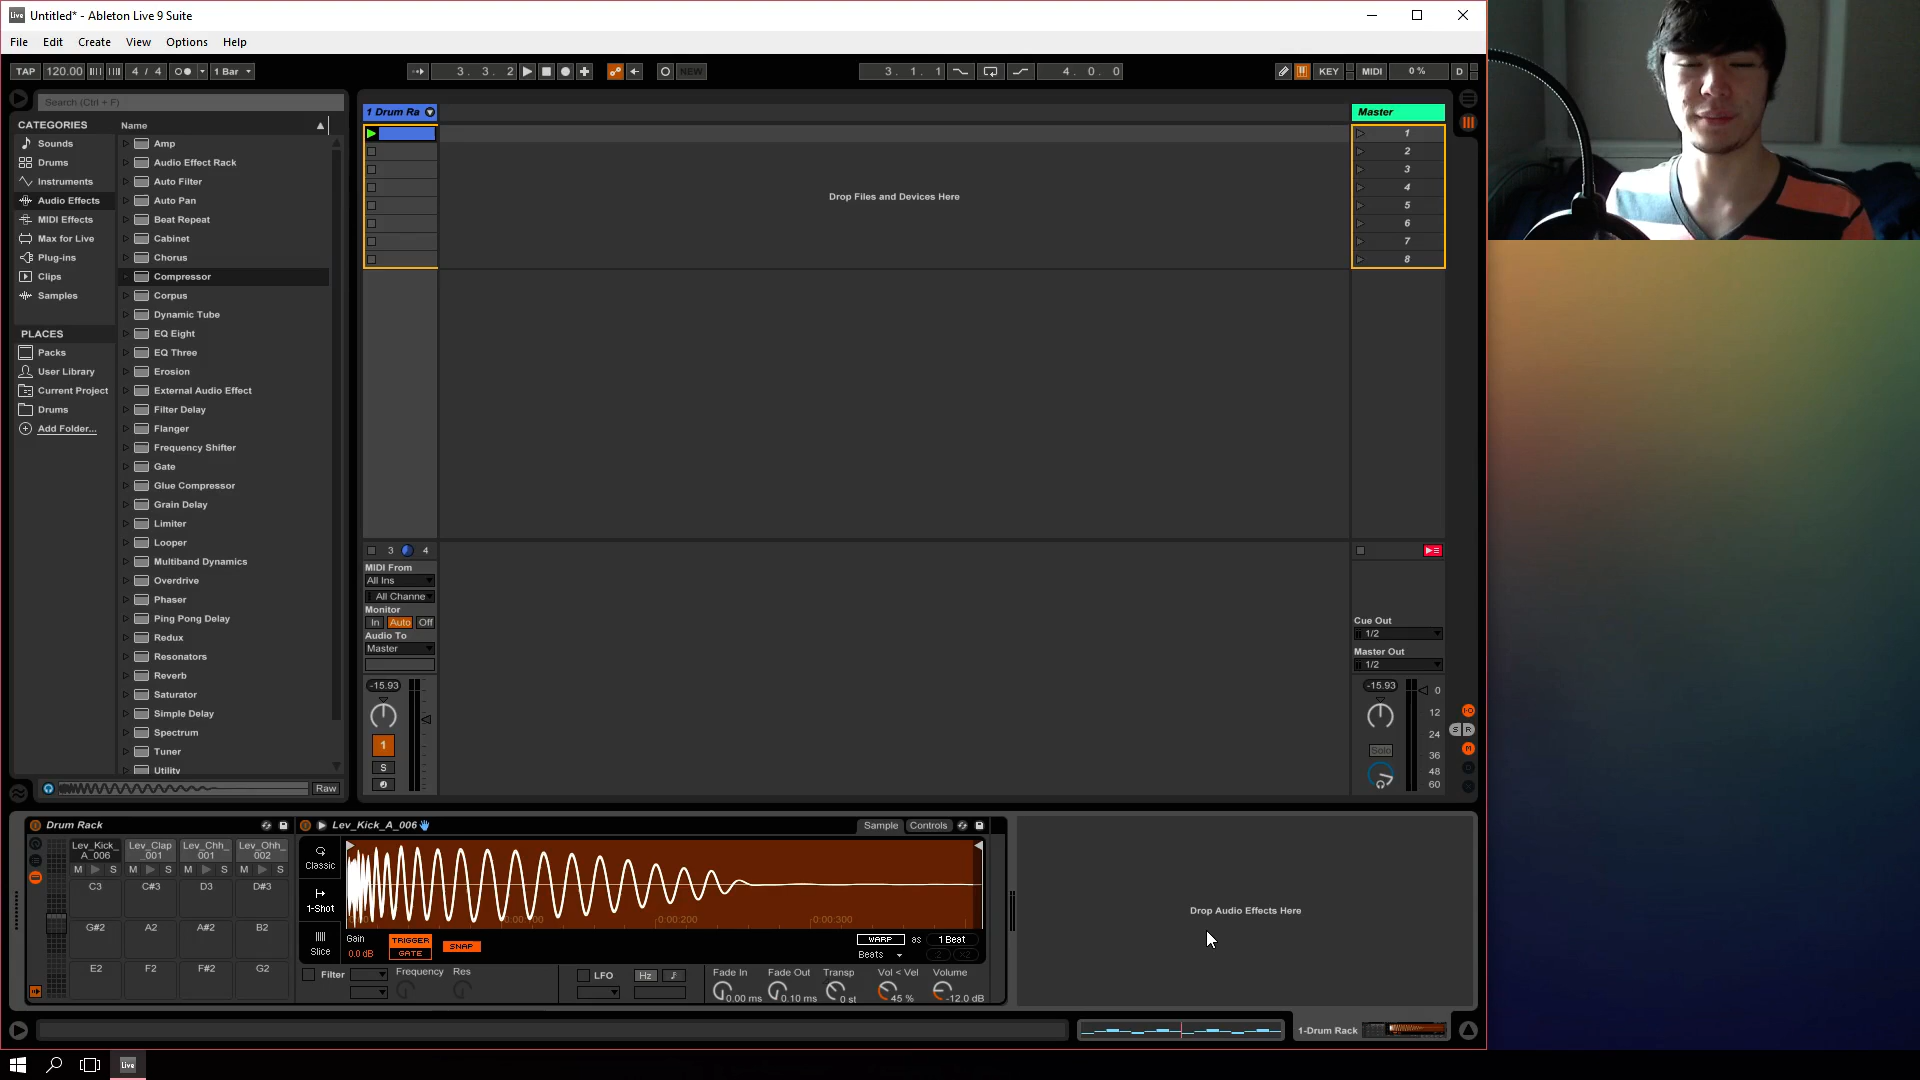 Untitled* - Ableton Live 9 Suite
File Edit Create View Options Help
TAP 120.00 4 / 4 1 Bar 3. 3. 2 NEW 3. 1. 1 4. 0. 0 KEY MIDI 0 % D
Search (Ctrl + F)
CATEGORIES
Sounds
Drums
Instruments
Audio Effects
MIDI Effects
Max for Live
Plug-ins
Clips
Samples
PLACES
Packs
User Library
Current Project
Drums
Add Folder...
Name
Amp
Audio Effect Rack
Auto Filter
Auto Pan
Beat Repeat
Cabinet
Chorus
Compressor
Corpus
Dynamic Tube
EQ Eight
EQ Three
Erosion
External Audio Effect
Filter Delay
Flanger
Frequency Shifter
Gate
Glue Compressor
Grain Delay
Limiter
Looper
Multiband Dynamics
Overdrive
Phaser
Ping Pong Delay
Redux
Resonators
Reverb
Saturator
Simple Delay
Spectrum
Tuner
Utility
Raw
1 Drum Ra
Drop Files and Devices Here
Master
1
2
3
4
5
6
7
8
3 4
MIDI From
All Ins
All Channe
Monitor
In Auto Off
Audio To
Master
-15.93
1
S
Cue Out
1/2
Master Out
1/2
-15.93
0
12
24
36
48
60
Solo
S R
M
Drum Rack
Lev_Kick_A_006 Lev_Clap_001 Lev_Chh_001 Lev_Ohh_002
M S M S M S M S
C3 C#3 D3 D#3
G#2 A2 A#2 B2
E2 F2 F#2 G2
Lev_Kick_A_006
Sample Controls
Classic
1-Shot
Slice
0:00:200 0:00:300
Gain
0.0 dB
TRIGGER
GATE
SNAP
WARP as 1 Beat
Beats
Filter Frequency Res
LFO Hz
Fade In Fade Out Transp Vol < Vel Volume
0.00 ms 0.10 ms 0 st 45 % -12.0 dB
Drop Audio Effects Here
1-Drum Rack
Live